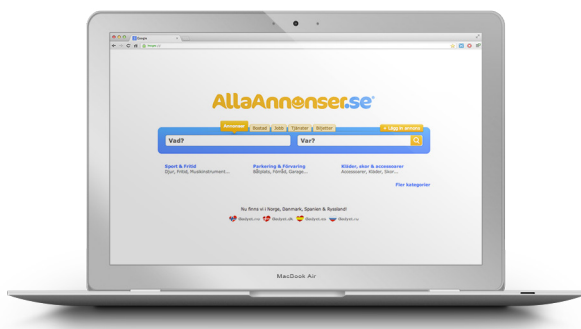 Google
AllaAnnonser.se
Annonser Bostad Jobb Tjänster Biljetter + Lägg in annons
Vad? Var?
Sport & Fritid Parkering & Förvaring Kläder, skor & accessoarer
Djur, Fritid, Musikinstrument... Båtplats, Förråd, Garage... Accessoarer, Kläder, Skor...
Fler kategorier
Nu finns vi i Norge, Danmark, Spanien & Ryssland!
MacBook Air